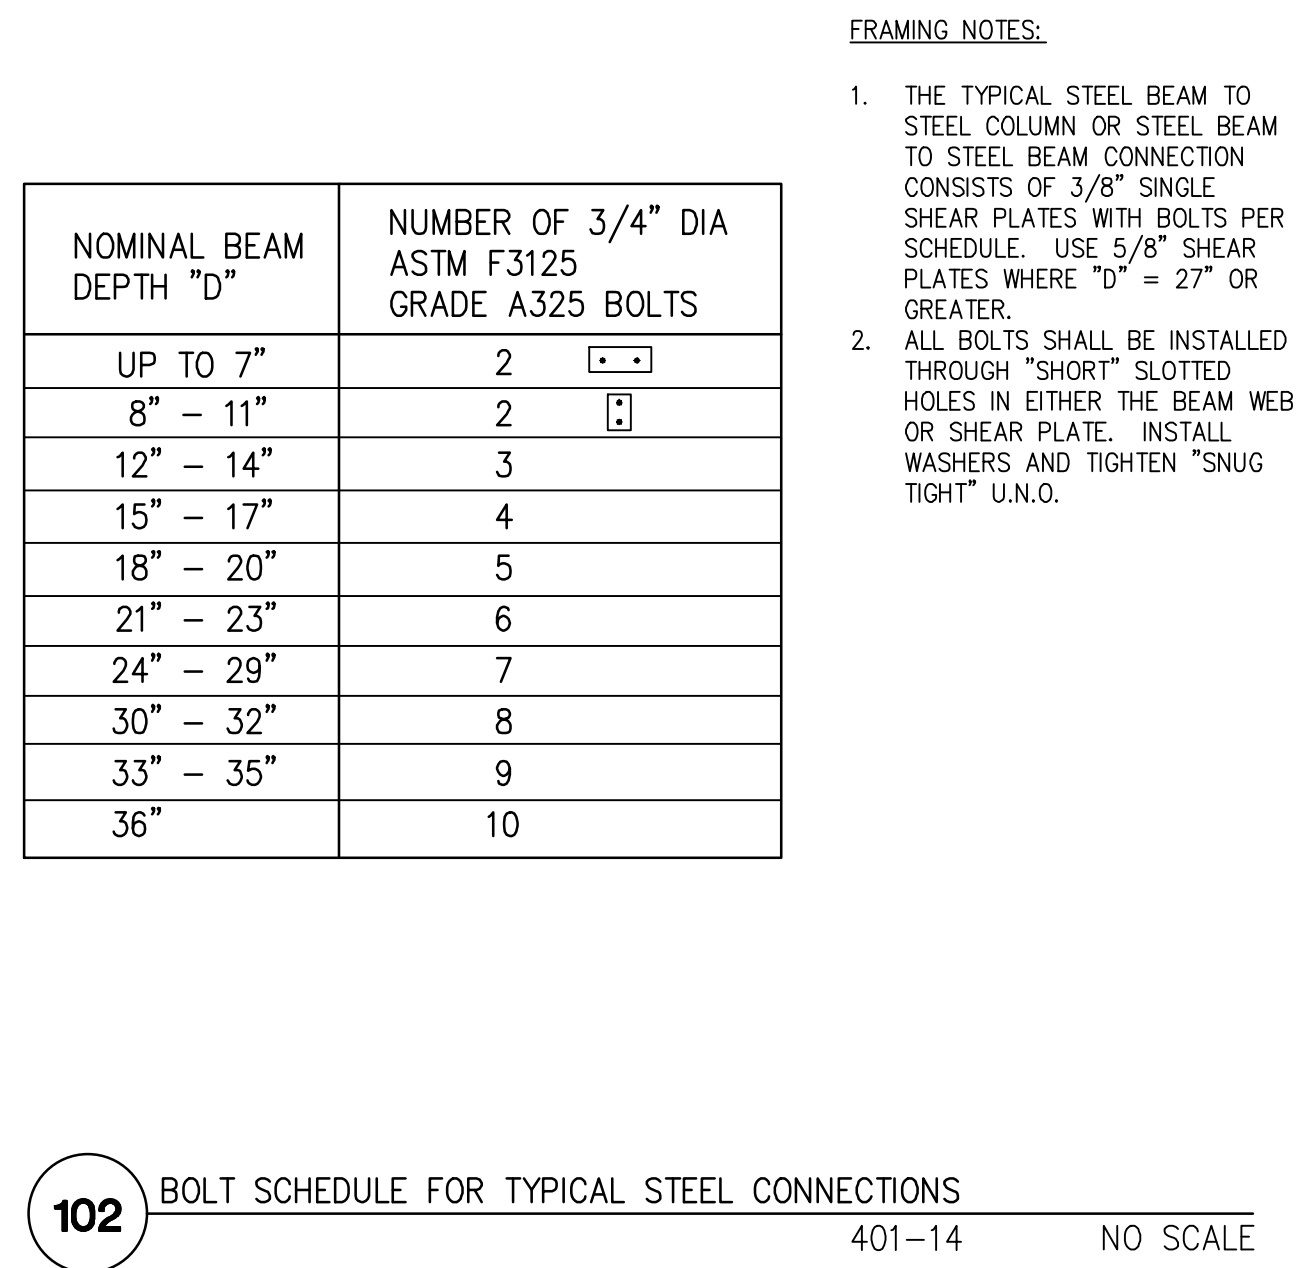 FRAMING NOTES:
1. THE TYPICAL STEEL BEAM TO
STEEL COLUMN OR STEEL BEAM
TO STEEL BEAM CONNECTION
CONSISTS OF 3/8" SINGLE
SHEAR PLATES WITH BOLTS PER
SCHEDULE. USE 5/8" SHEAR
PLATES WHERE "D" = 27" OR
GREATER.
2. ALL BOLTS SHALL BE INSTALLED
THROUGH "SHORT" SLOTTED
HOLES IN EITHER THE BEAM WEB
OR SHEAR PLATE. INSTALL
WASHERS AND TIGHTEN "SNUG
TIGHT" U.N.O.
NOMINAL BEAM
DEPTH "D"
NUMBER OF 3/4" DIA
ASTM F3125
GRADE A325 BOLTS
UP TO 7" 2
8" – 11" 2
12" – 14" 3
15" – 17" 4
18" – 20" 5
21" – 23" 6
24" – 29" 7
30" – 32" 8
33" – 35" 9
36" 10
102 BOLT SCHEDULE FOR TYPICAL STEEL CONNECTIONS
401–14 NO SCALE